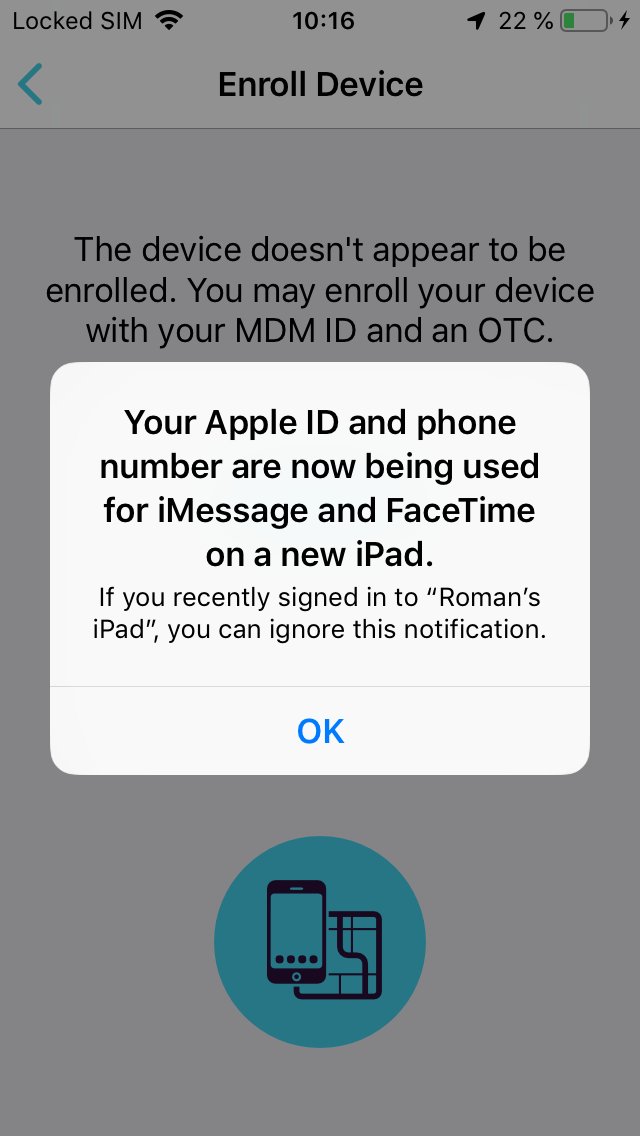 Locked SIM 10:16 22 %
Enroll Device
The device doesn't appear to be
enrolled. You may enroll your device
with your MDM ID and an OTC.
Your Apple ID and phone
number are now being used
for iMessage and FaceTime
on a new iPad.
If you recently signed in to “Roman’s
iPad”, you can ignore this notification.
OK